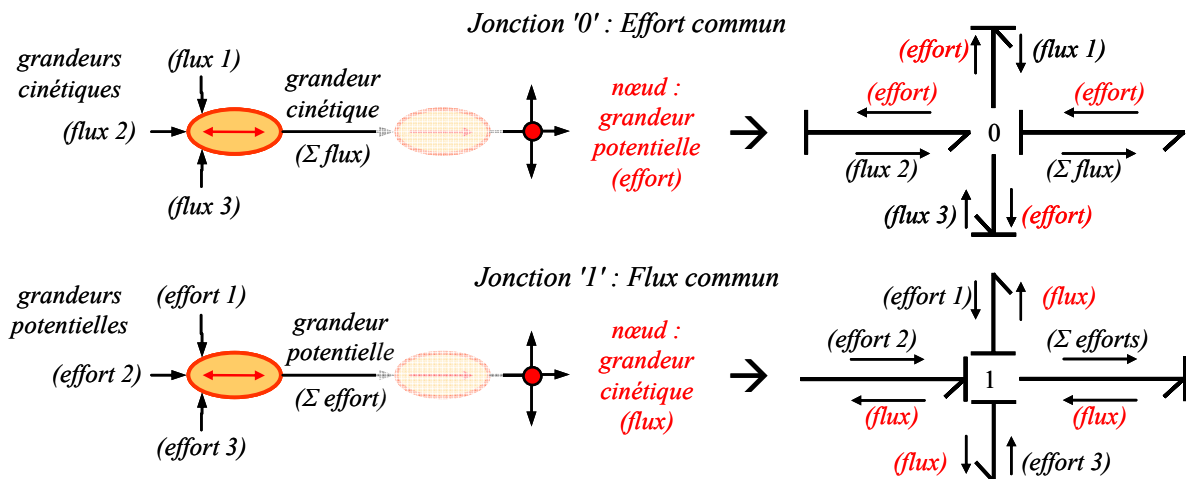 Jonction '0' : Effort commun
grandeurs
cinétiques
(flux 1)
(flux 2)
(flux 3)
grandeur
cinétique
(Σ flux)
nœud :
grandeur
potentielle
(effort)
(effort)
(flux 1)
(effort)
(effort)
0
(flux 2)
(Σ flux)
(flux 3)
(effort)
Jonction '1' : Flux commun
grandeurs
potentielles
(effort 1)
(effort 2)
(effort 3)
grandeur
potentielle
(Σ effort)
nœud :
grandeur
cinétique
(flux)
(effort 1)
(flux)
(effort 2)
(Σ efforts)
1
(flux)
(flux)
(flux)
(effort 3)